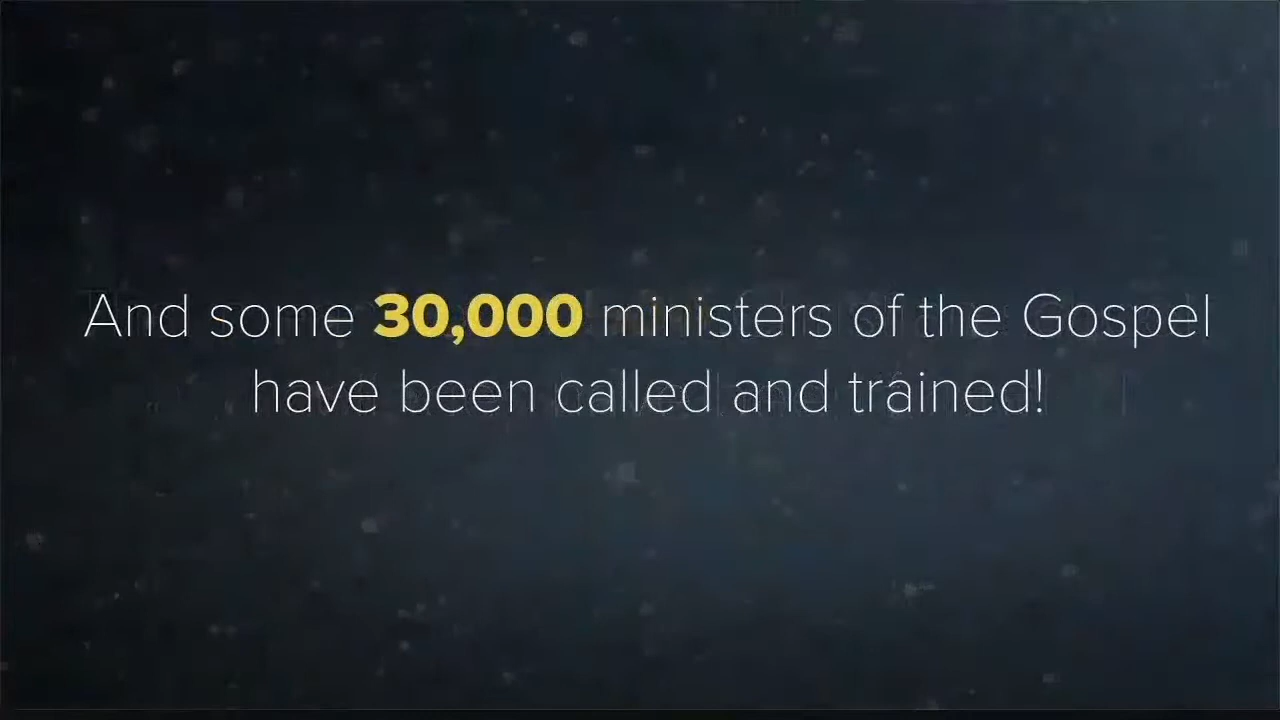 And some 30,000 ministers of the Gospel
have been called and trained!